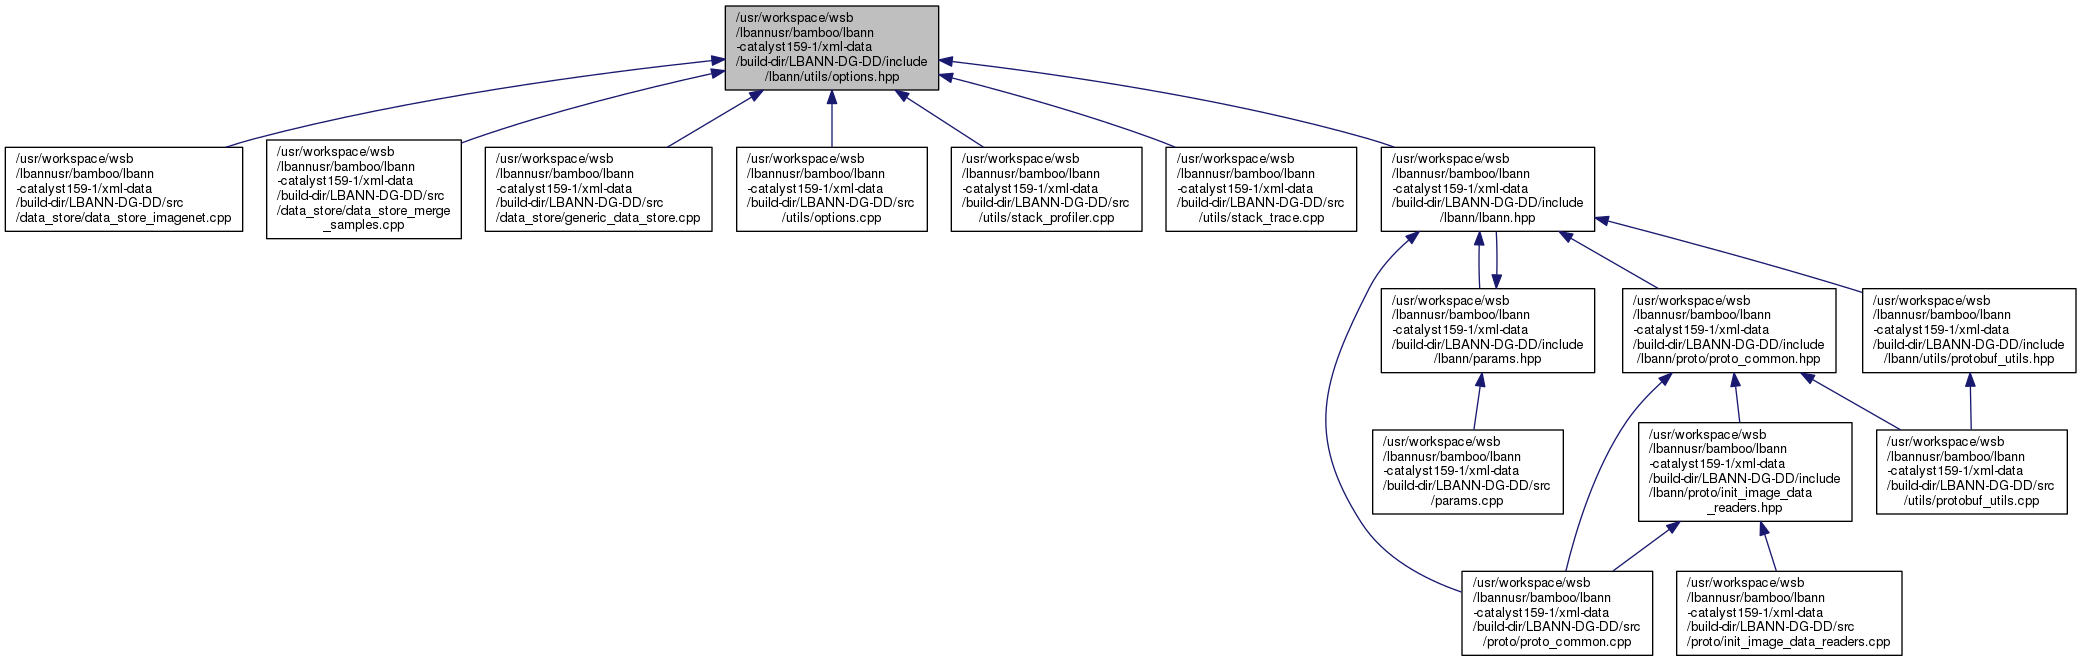 /usr/workspace/wsb
/lbannusr/bamboo/lbann
-catalyst159-1/xml-data
/build-dir/LBANN-DG-DD/include
/lbann/utils/options.hpp
/usr/workspace/wsb
/lbannusr/bamboo/lbann
-catalyst159-1/xml-data
/build-dir/LBANN-DG-DD/src
/data_store/data_store_imagenet.cpp
/usr/workspace/wsb
/lbannusr/bamboo/lbann
-catalyst159-1/xml-data
/build-dir/LBANN-DG-DD/src
/data_store/data_store_merge
_samples.cpp
/usr/workspace/wsb
/lbannusr/bamboo/lbann
-catalyst159-1/xml-data
/build-dir/LBANN-DG-DD/src
/data_store/generic_data_store.cpp
/usr/workspace/wsb
/lbannusr/bamboo/lbann
-catalyst159-1/xml-data
/build-dir/LBANN-DG-DD/src
/utils/options.cpp
/usr/workspace/wsb
/lbannusr/bamboo/lbann
-catalyst159-1/xml-data
/build-dir/LBANN-DG-DD/src
/utils/stack_profiler.cpp
/usr/workspace/wsb
/lbannusr/bamboo/lbann
-catalyst159-1/xml-data
/build-dir/LBANN-DG-DD/src
/utils/stack_trace.cpp
/usr/workspace/wsb
/lbannusr/bamboo/lbann
-catalyst159-1/xml-data
/build-dir/LBANN-DG-DD/include
/lbann/lbann.hpp
/usr/workspace/wsb
/lbannusr/bamboo/lbann
-catalyst159-1/xml-data
/build-dir/LBANN-DG-DD/include
/lbann/params.hpp
/usr/workspace/wsb
/lbannusr/bamboo/lbann
-catalyst159-1/xml-data
/build-dir/LBANN-DG-DD/include
/lbann/proto/proto_common.hpp
/usr/workspace/wsb
/lbannusr/bamboo/lbann
-catalyst159-1/xml-data
/build-dir/LBANN-DG-DD/include
/lbann/utils/protobuf_utils.hpp
/usr/workspace/wsb
/lbannusr/bamboo/lbann
-catalyst159-1/xml-data
/build-dir/LBANN-DG-DD/src
/params.cpp
/usr/workspace/wsb
/lbannusr/bamboo/lbann
-catalyst159-1/xml-data
/build-dir/LBANN-DG-DD/include
/lbann/proto/init_image_data
_readers.hpp
/usr/workspace/wsb
/lbannusr/bamboo/lbann
-catalyst159-1/xml-data
/build-dir/LBANN-DG-DD/src
/utils/protobuf_utils.cpp
/usr/workspace/wsb
/lbannusr/bamboo/lbann
-catalyst159-1/xml-data
/build-dir/LBANN-DG-DD/src
/proto/proto_common.cpp
/usr/workspace/wsb
/lbannusr/bamboo/lbann
-catalyst159-1/xml-data
/build-dir/LBANN-DG-DD/src
/proto/init_image_data_readers.cpp